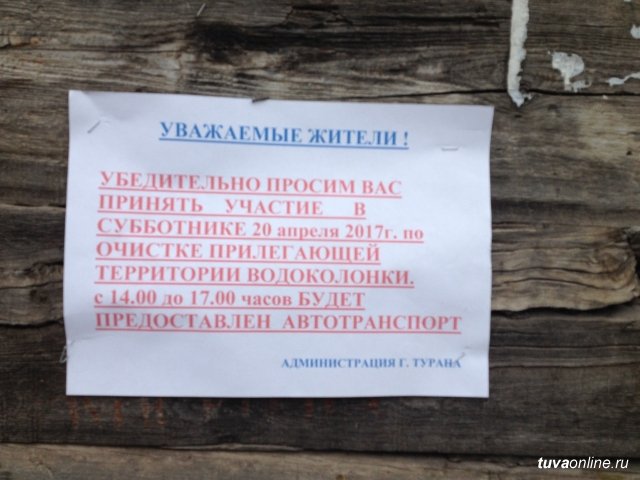 УВАЖАЕМЫЕ ЖИТЕЛИ !
УБЕДИТЕЛЬНО ПРОСИМ ВАС
ПРИНЯТЬ УЧАСТИЕ В
СУББОТНИКЕ 20 апреля 2017г. по
ОЧИСТКЕ ПРИЛЕГАЮЩЕЙ
ТЕРРИТОРИИ ВОДОКОЛОНКИ.
с 14.00 до 17.00 часов БУДЕТ
ПРЕДОСТАВЛЕН АВТОТРАНСПОРТ
АДМИНИСТРАЦИЯ Г. ТУРАНА
tuvaonline.ru